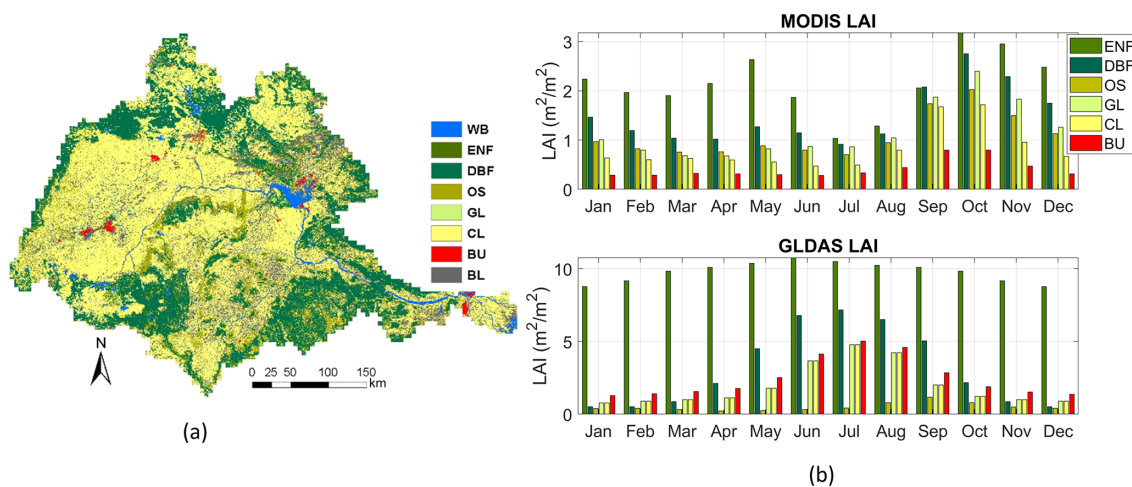 WB
ENF
DBF
OS
GL
CL
BU
BL
N
0 25 50 100 150
km
(a)
MODIS LAI
LAI (m²/m²)
3
2
1
0
Jan Feb Mar Apr May Jun Jul Aug Sep Oct Nov Dec
ENF
DBF
OS
GL
CL
BU
GLDAS LAI
LAI (m²/m²)
10
5
0
Jan Feb Mar Apr May Jun Jul Aug Sep Oct Nov Dec
(b)